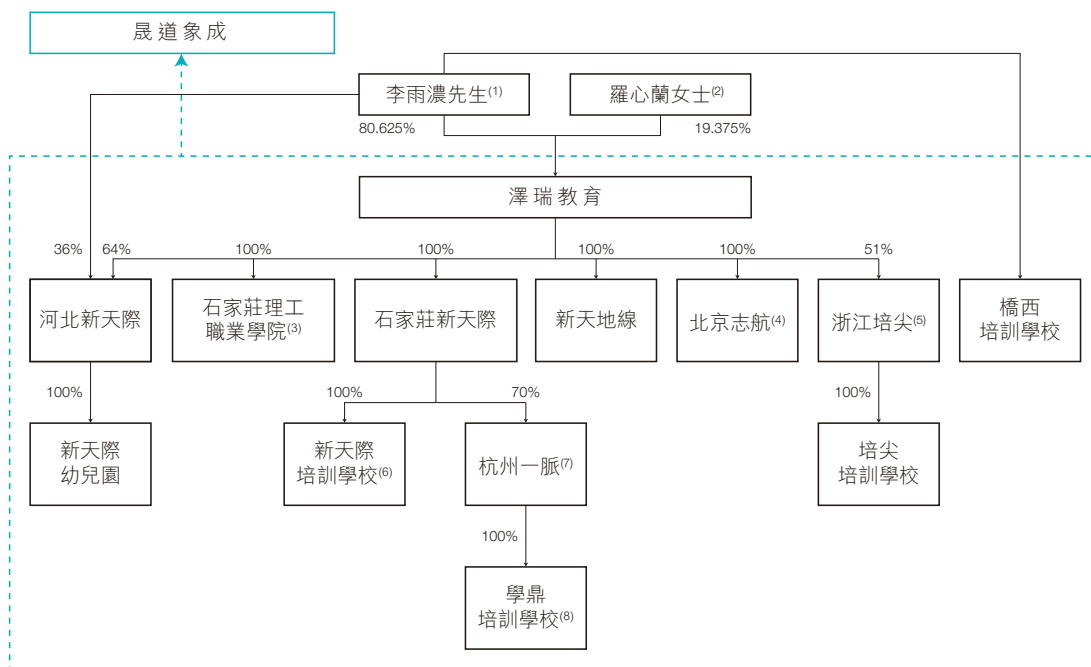 晟道象成
李雨濃先生(1)
羅心蘭女士(2)
80.625%
19.375%
澤瑞教育
36%
64%
100%
100%
100%
100%
51%
河北新天際
石家莊理工
職業學院(3)
石家莊新天際
新天地線
北京志航(4)
浙江培尖(5)
橋西
培訓學校
100%
100%
70%
100%
新天際
幼兒園
新天際
培訓學校(6)
杭州一脈(7)
培尖
培訓學校
100%
學鼎
培訓學校(8)